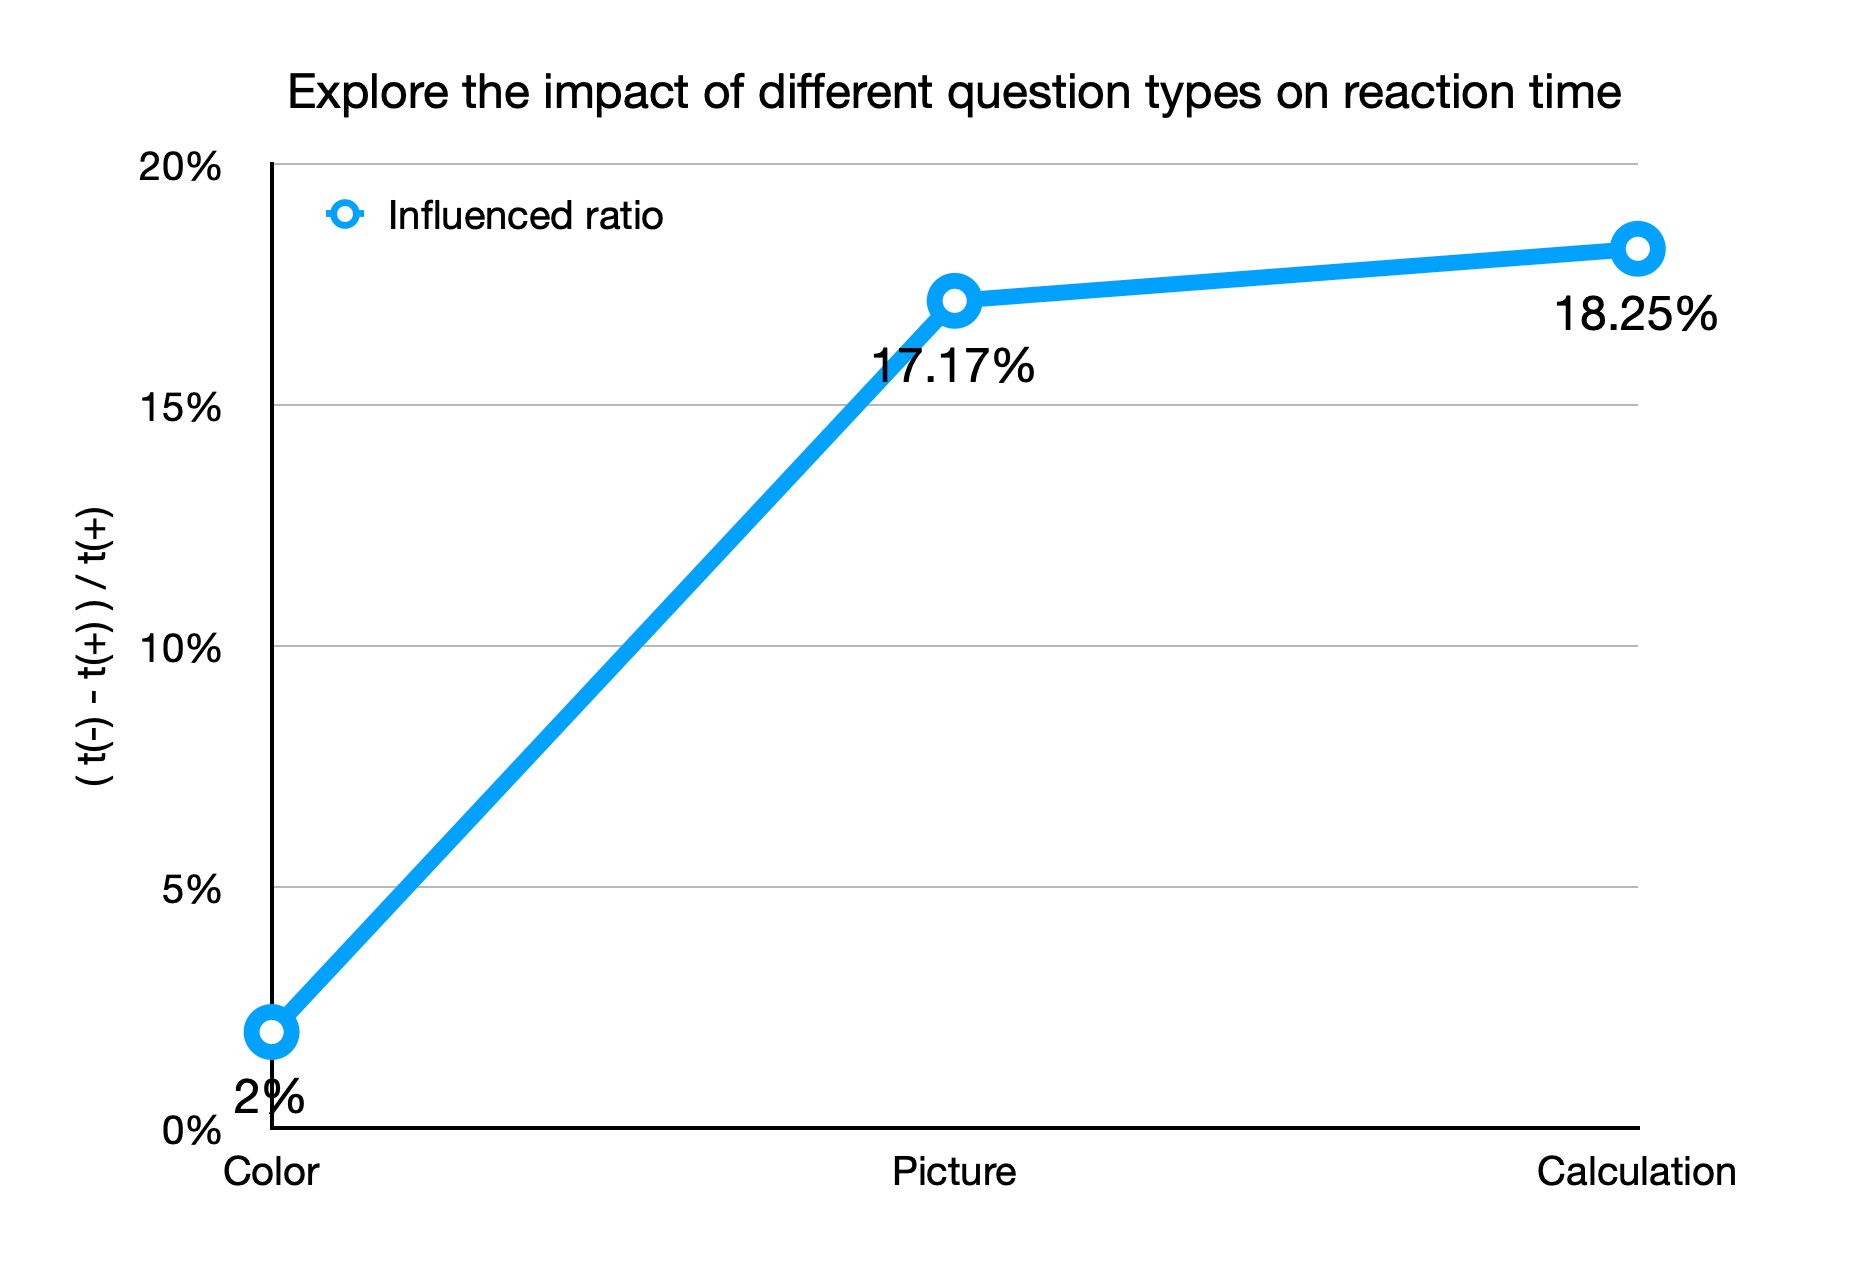 Explore the impact of different question types on reaction time
20%
Influenced ratio
18.25%
17.17%
15%
( t(-) - t(+) ) / t(+)
10%
5%
2%
0%
Color
Picture
Calculation